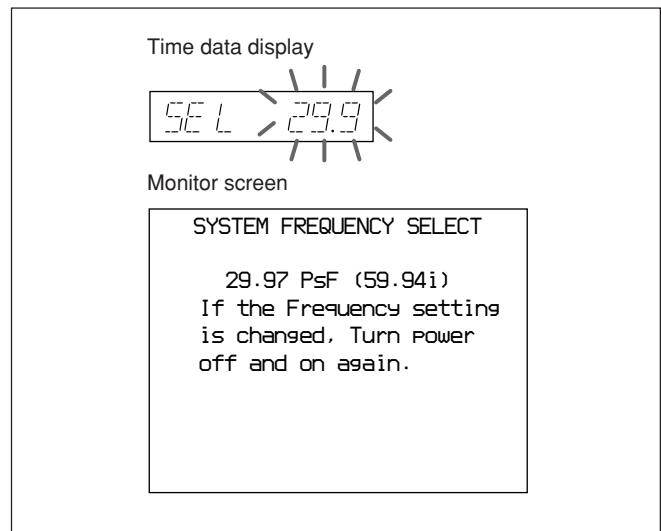 Time data display
SEL 29.9
Monitor screen
SYSTEM FREQUENCY SELECT
29.97 PsF (59.94i)
If the Frequency setting
is changed, Turn power
off and on again.